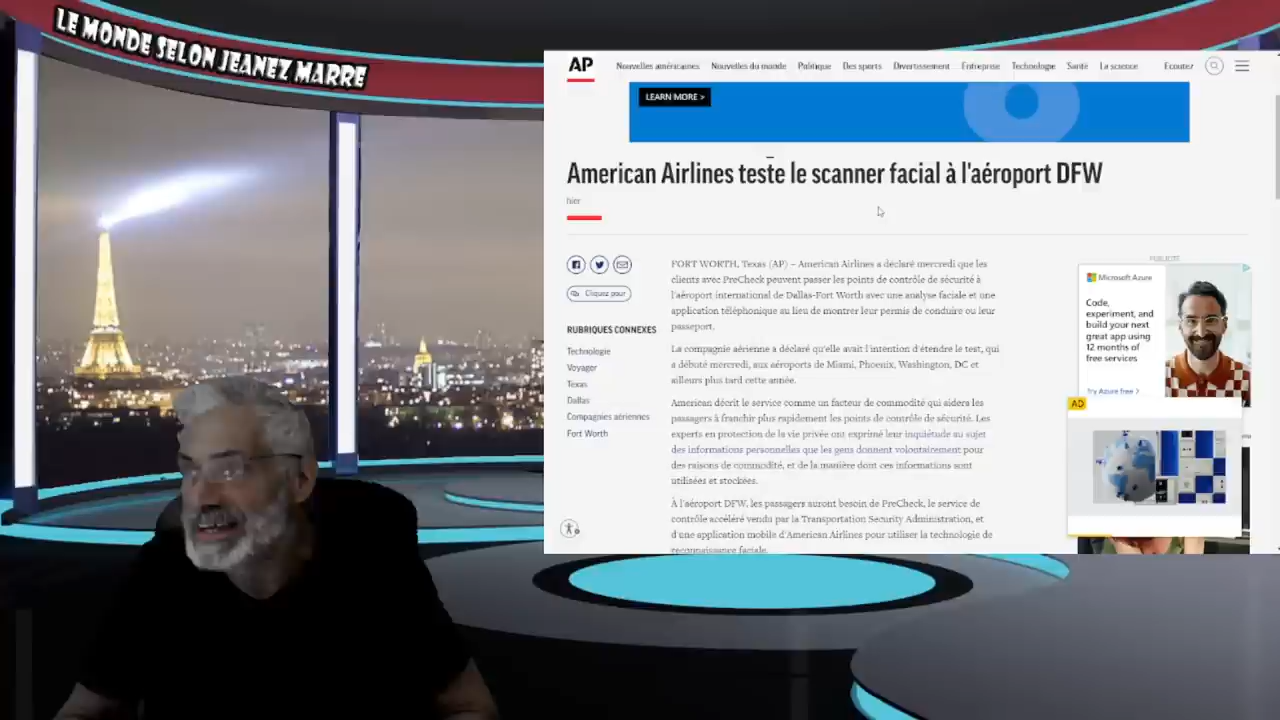 LE MONDE SELON JEANEZ MARRE
AP
Nouvelles américaines Nouvelles du monde Politique Des sports Divertissement Entreprise Technologie Santé La science Ecoutez
LEARN MORE >
American Airlines teste le scanner facial à l'aéroport DFW
hier
Cliquez pour
RUBRIQUES CONNEXES
Technologie
Voyager
Texas
Dallas
Compagnies aériennes
Fort Worth
FORT WORTH, Texas (AP) – American Airlines a déclaré mercredi que les
clients avec PreCheck peuvent passer les points de contrôle de sécurité à
l'aéroport international de Dallas-Fort Worth avec une analyse faciale et une
application téléphonique au lieu de montrer leur permis de conduire ou leur
passeport.
La compagnie aérienne a déclaré qu'elle avait l'intention d'étendre le test, qui
a débuté mercredi, aux aéroports de Miami, Phoenix, Washington, DC et
ailleurs plus tard cette année.
American décrit le service comme un facteur de commodité qui aidera les
passagers à franchir plus rapidement les points de contrôle de sécurité. Les
experts en protection de la vie privée ont exprimé leur inquiétude au sujet
des informations personnelles que les gens donnent volontairement pour
des raisons de commodité, et de la manière dont ces informations sont
utilisées et stockées.
À l'aéroport DFW, les passagers auront besoin de PreCheck, le service de
contrôle accéléré vendu par la Transportation Security Administration, et
d'une application mobile d'American Airlines pour utiliser la technologie de
reconnaissance faciale.
PUBLICITÉ
Microsoft Azure
Code,
experiment, and
build your next
great app using
12 months of
free services
Try Azure free >
AD